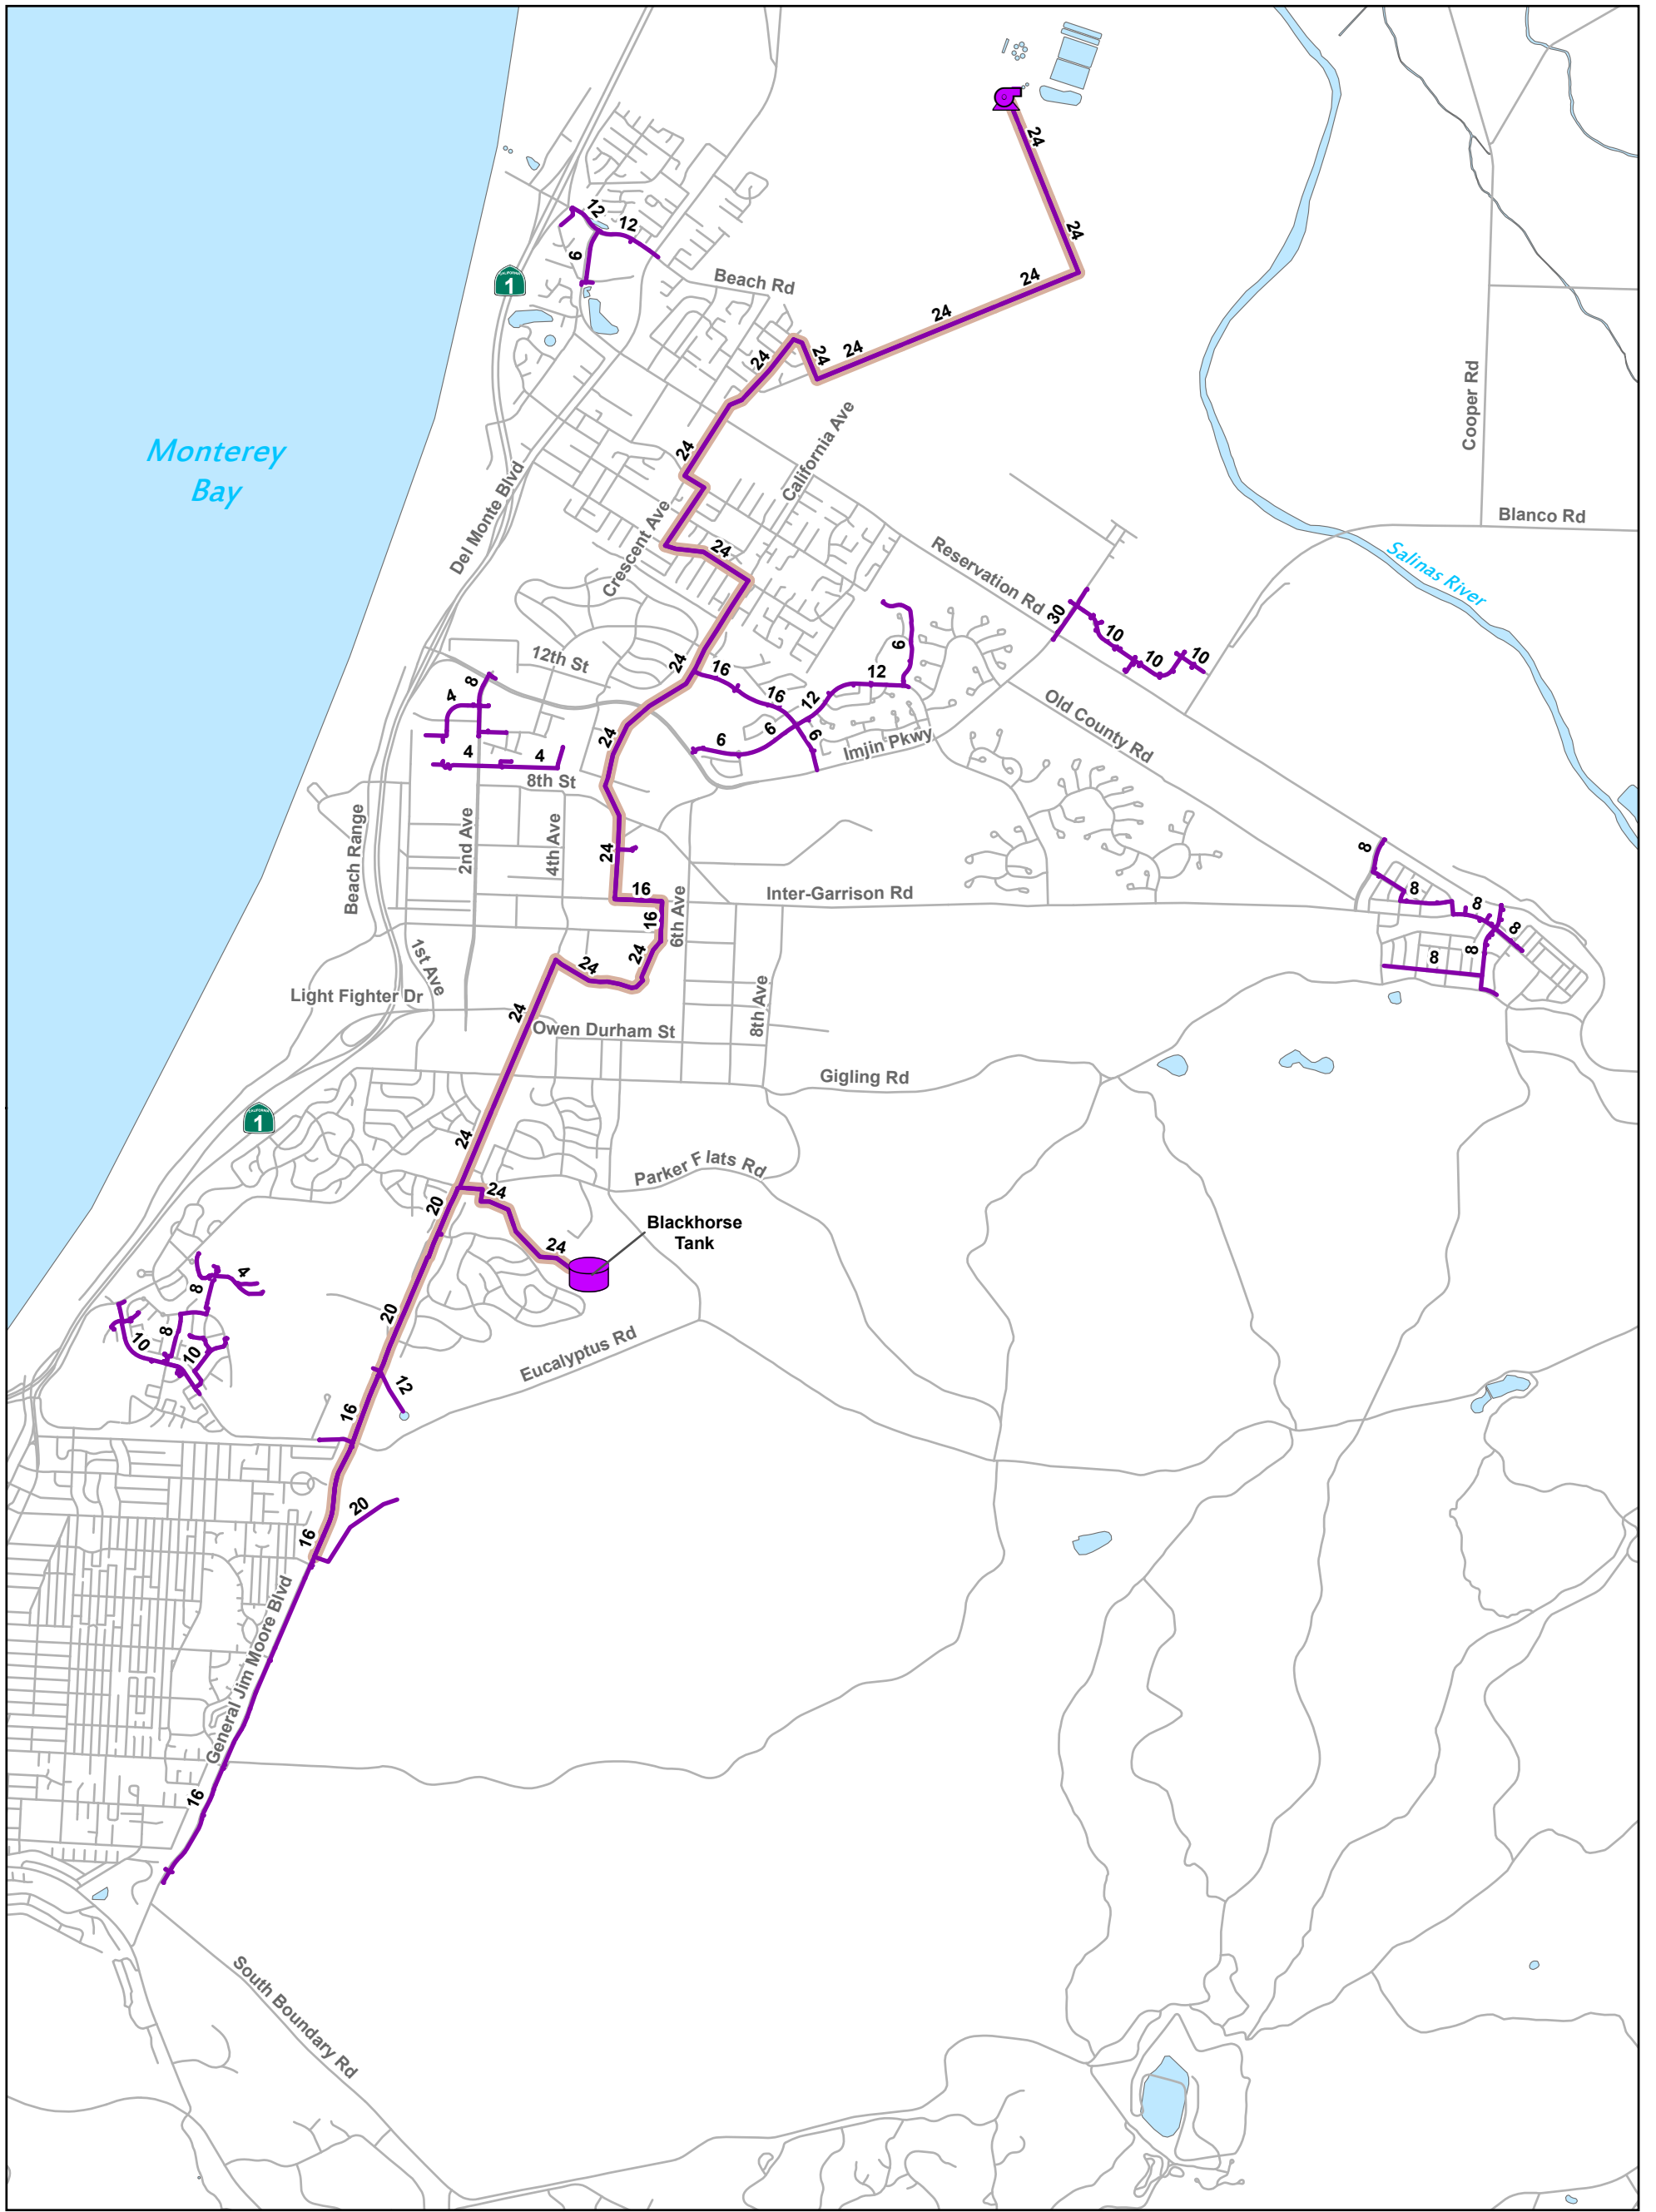 24
12
12
6
24
CALIFORNIA
1
Beach Rd
24
24
24
24
24
24
Cooper Rd
California Ave
Monterey
Bay
24
Del Monte Blvd
Crescent Ave
Blanco Rd
Salinas River
24
Reservation Rd
30
10
10
10
12th St
24
16
16
6
12
12
6
6
6
Imjin Pkwy
Old County Rd
8
4
4
4
24
8th St
Beach Range
2nd Ave
4th Ave
24
16
16
6th Ave
Inter-Garrison Rd
8
8
8
8
8
8
24
24
1st Ave
Light Fighter Dr
24
Owen Durham St
8th Ave
Gigling Rd
CALIFORNIA
1
24
Parker Flats Rd
24
20
Blackhorse
Tank
24
4
8
8
10
10
20
Eucalyptus Rd
12
16
20
16
General Jim Moore Blvd
16
South Boundary Rd